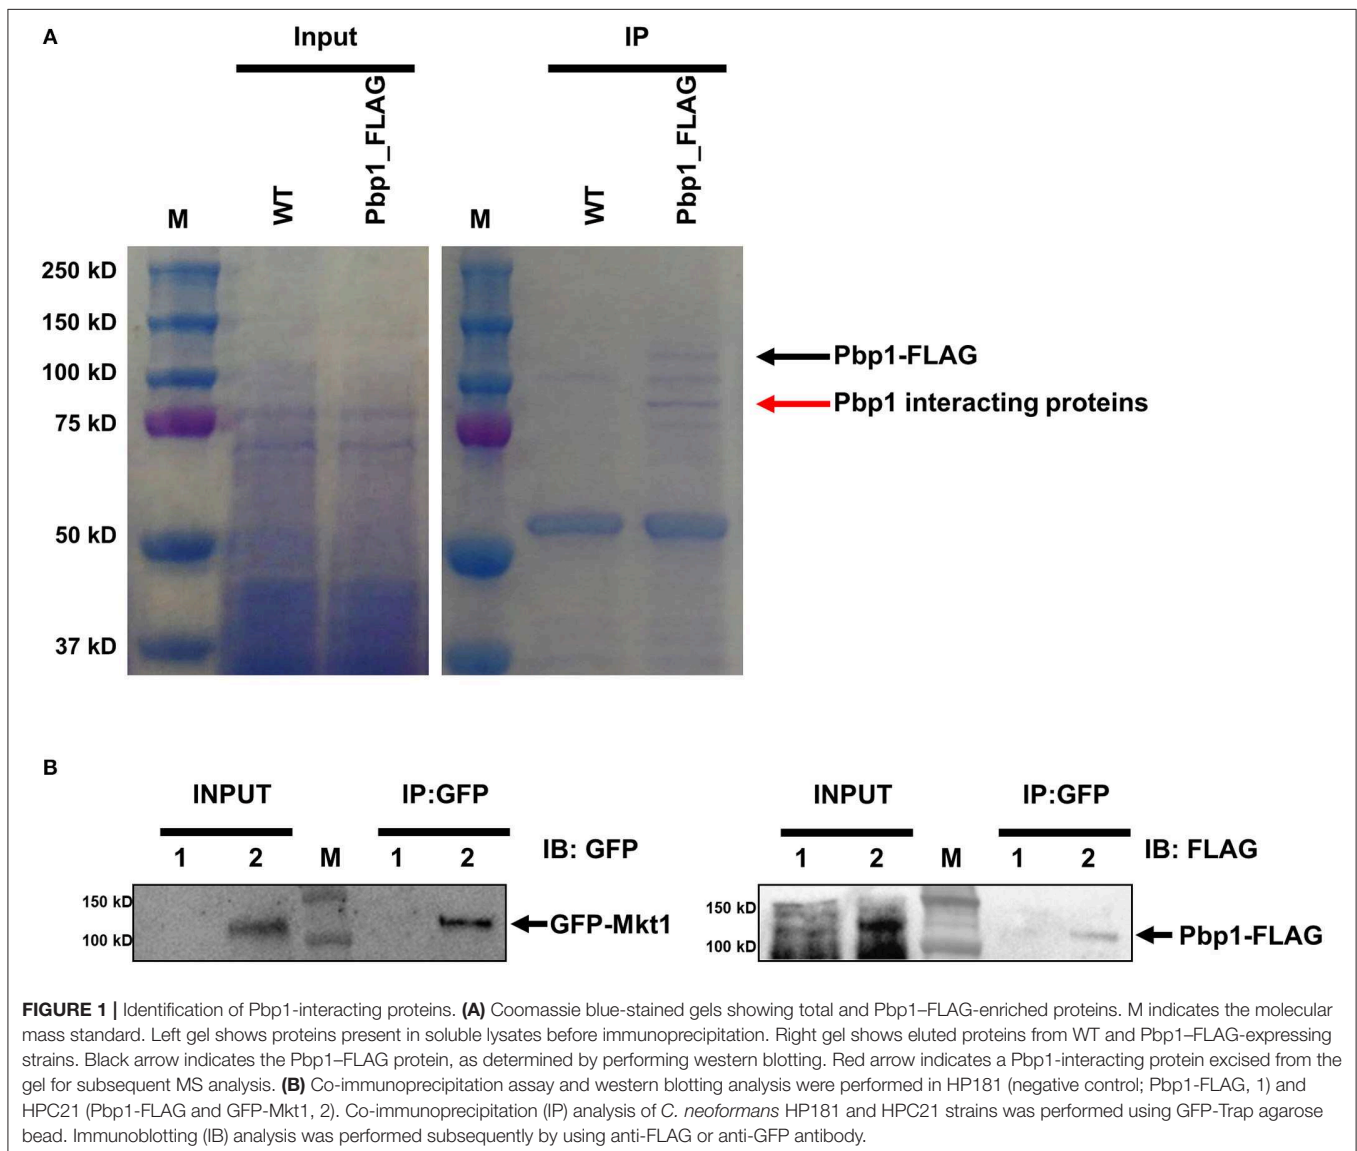 A
Input
IP
M
WT
Pbp1_FLAG
M
WT
Pbp1_FLAG
250 kD
150 kD
100 kD
75 kD
50 kD
37 kD
Pbp1-FLAG
Pbp1 interacting proteins
B
INPUT
IP:GFP
1 2 M 1 2
IB: GFP
150 kD
100 kD
GFP-Mkt1
INPUT
IP:GFP
1 2 M 1 2
IB: FLAG
150 kD
100 kD
Pbp1-FLAG
FIGURE 1 | Identification of Pbp1-interacting proteins. (A) Coomassie blue-stained gels showing total and Pbp1–FLAG-enriched proteins. M indicates the molecular
mass standard. Left gel shows proteins present in soluble lysates before immunoprecipitation. Right gel shows eluted proteins from WT and Pbp1–FLAG-expressing
strains. Black arrow indicates the Pbp1–FLAG protein, as determined by performing western blotting. Red arrow indicates a Pbp1-interacting protein excised from the
gel for subsequent MS analysis. (B) Co-immunoprecipitation assay and western blotting analysis were performed in HP181 (negative control; Pbp1-FLAG, 1) and
HPC21 (Pbp1-FLAG and GFP-Mkt1, 2). Co-immunoprecipitation (IP) analysis of C. neoformans HP181 and HPC21 strains was performed using GFP-Trap agarose
bead. Immunoblotting (IB) analysis was performed subsequently by using anti-FLAG or anti-GFP antibody.